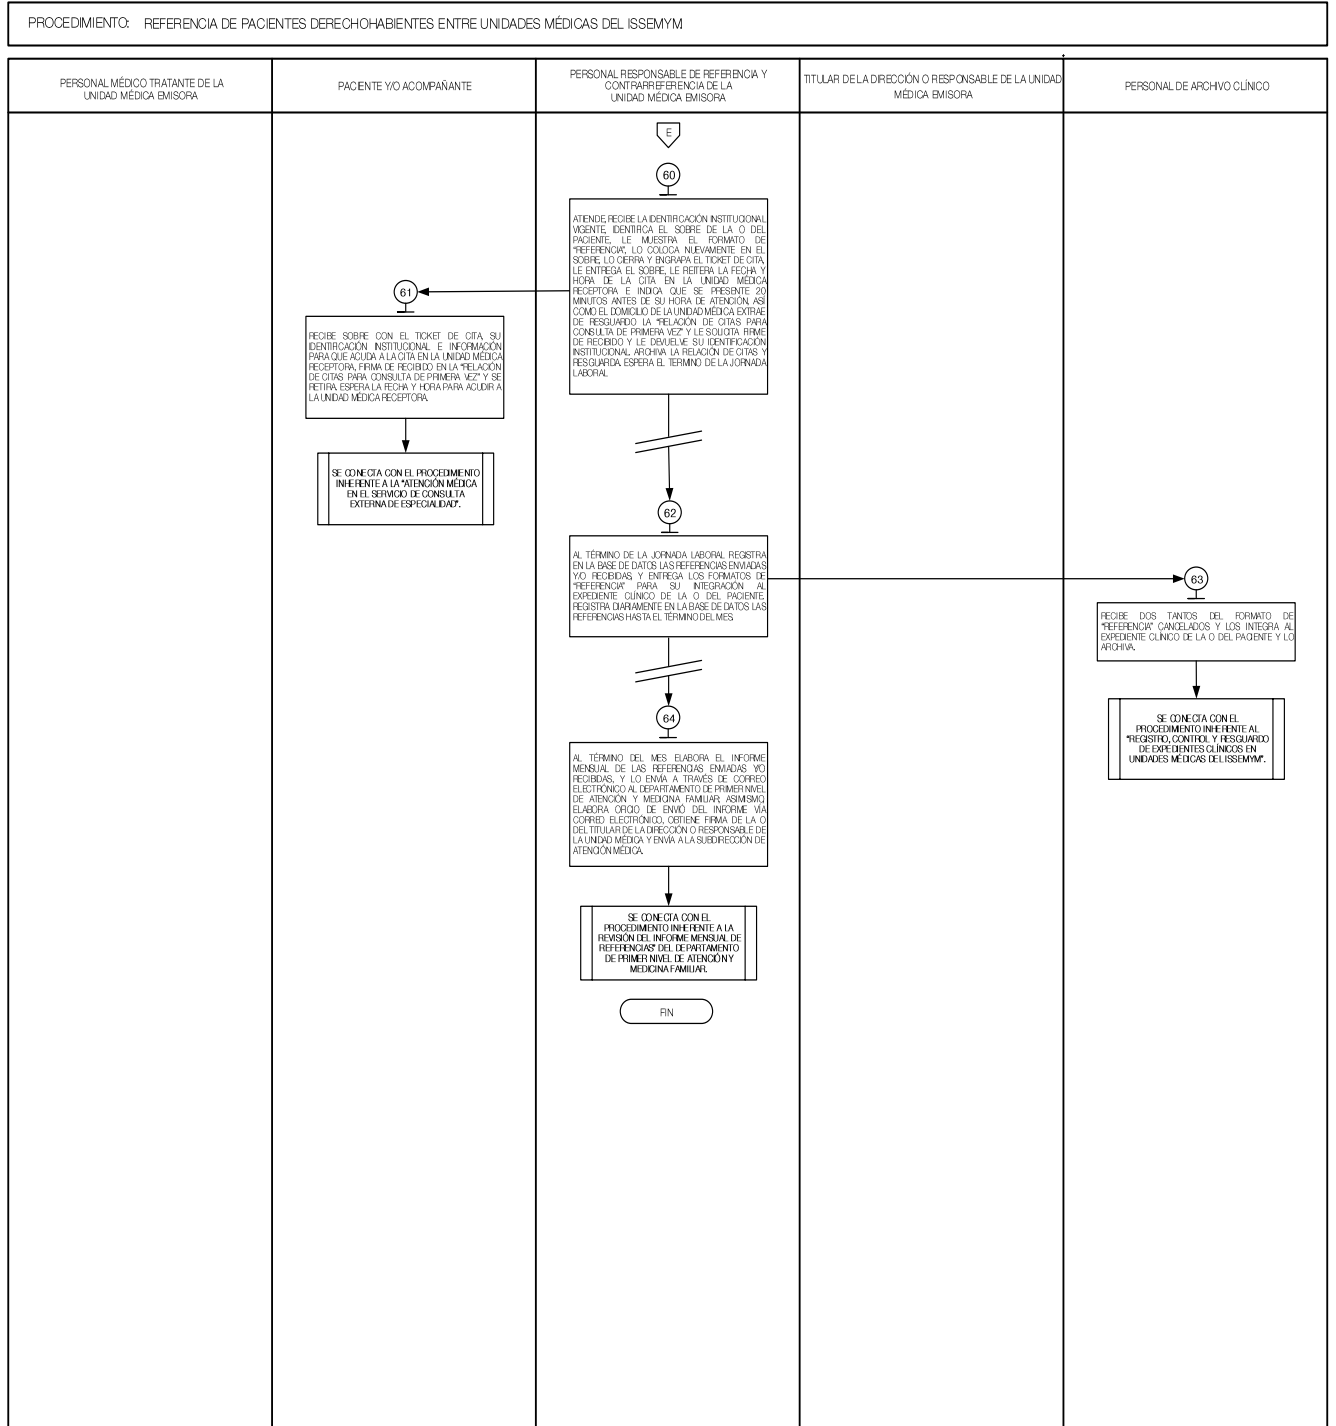 PROCEDIMIENTO: REFERENCIA DE PACIENTES DERECHOHABIENTES ENTRE UNIDADES MÉDICAS DEL ISSEMYM
PERSONAL MÉDICO TRATANTE DE LA
UNIDAD MÉDICA EMISORA
PACIENTE Y/O ACOMPAÑANTE
PERSONAL RESPONSABLE DE REFERENCIA Y
CONTRARREFERENCIA DE LA
UNIDAD MÉDICA EMISORA
TITULAR DE LA DIRECCIÓN O RESPONSABLE DE LA UNIDAD
MÉDICA EMISORA
PERSONAL DE ARCHIVO CLÍNICO
E
60
ATIENDE, RECIBE LA IDENTIFICACIÓN INSTITUCIONAL
VIGENTE, IDENTIFICA EL SOBRE DE LA O DEL
PACIENTE, LE MUESTRA EL FORMATO DE
"REFERENCIA", LO COLOCA NUEVAMENTE EN EL
SOBRE, LO CIERRA Y ENGRAPA EL TICKET DE CITA,
LE ENTREGA EL SOBRE, LE REITERA LA FECHA Y
HORA DE LA CITA EN LA UNIDAD MÉDICA
RECEPTORA E INDICA QUE SE PRESENTE 20
MINUTOS ANTES DE SU HORA DE ATENCIÓN, ASÍ
COMO EL DOMICILIO DE LA UNIDAD MÉDICA EXTRAE
DE RESGUARDO LA "RELACIÓN DE CITAS PARA
CONSULTA DE PRIMERA VEZ" Y LE SOLICITA FIRME
DE RECIBIDO Y LE DEVUELVE SU IDENTIFICACIÓN
INSTITUCIONAL. ARCHIVA LA RELACIÓN DE CITAS Y
RESGUARDA. ESPERA EL TERMINO DE LA JORNADA
LABORAL
61
RECIBE SOBRE CON EL TICKET DE CITA, SU
IDENTIFICACIÓN INSTITUCIONAL E INFORMACIÓN
PARA QUE ACUDA A LA CITA EN LA UNIDAD MÉDICA
RECEPTORA, FIRMA DE RECIBIDO EN LA "RELACIÓN
DE CITAS PARA CONSULTA DE PRIMERA VEZ" Y SE
RETIRA. ESPERA LA FECHA Y HORA PARA ACUDIR A
LA UNIDAD MÉDICA RECEPTORA.
SE CONECTA CON EL PROCEDIMIENTO
INHERENTE A LA "ATENCIÓN MÉDICA
EN EL SERVICIO DE CONSULTA
EXTERNA DE ESPECIALIDAD".
62
AL TÉRMINO DE LA JORNADA LABORAL REGISTRA
EN LA BASE DE DATOS LAS REFERENCIAS ENVIADAS
Y/O RECIBIDAS, Y ENTREGA LOS FORMATOS DE
"REFERENCIA" PARA SU INTEGRACIÓN AL
EXPEDIENTE CLÍNICO DE LA O DEL PACIENTE.
REGISTRA DIARIAMENTE EN LA BASE DE DATOS LAS
REFERENCIAS HASTA EL TÉRMINO DEL MES.
63
RECIBE DOS TANTOS DEL FORMATO DE
"REFERENCIA" CANCELADOS Y LOS INTEGRA AL
EXPEDIENTE CLÍNICO DE LA O DEL PACIENTE Y LO
ARCHIVA.
SE CONECTA CON EL
PROCEDIMIENTO INHERENTE AL
"REGISTRO, CONTROL Y RESGUARDO
DE EXPEDIENTES CLÍNICOS EN
UNIDADES MÉDICAS DEL ISSEMYM".
64
AL TÉRMINO DEL MES ELABORA EL INFORME
MENSUAL DE LAS REFERENCIAS ENVIADAS Y/O
RECIBIDAS, Y LO ENVÍA A TRAVÉS DE CORREO
ELECTRÓNICO AL DEPARTAMENTO DE PRIMER NIVEL
DE ATENCIÓN Y MEDICINA FAMILIAR, ASIMISMO,
ELABORA OFICIO DE ENVIÓ DEL INFORME VÍA
CORREO ELECTRÓNICO, OBTIENE FIRMA DE LA O
DEL TITULAR DE LA DIRECCIÓN O RESPONSABLE DE
LA UNIDAD MÉDICA Y ENVÍA A LA SUBDIRECCIÓN DE
ATENCIÓN MÉDICA.
SE CONECTA CON EL
PROCEDIMIENTO INHERENTE A LA
REVISIÓN DEL INFORME MENSUAL DE
REFERENCIAS" DEL DEPARTAMENTO
DE PRIMER NIVEL DE ATENCIÓN Y
MEDICINA FAMILIAR.
FIN